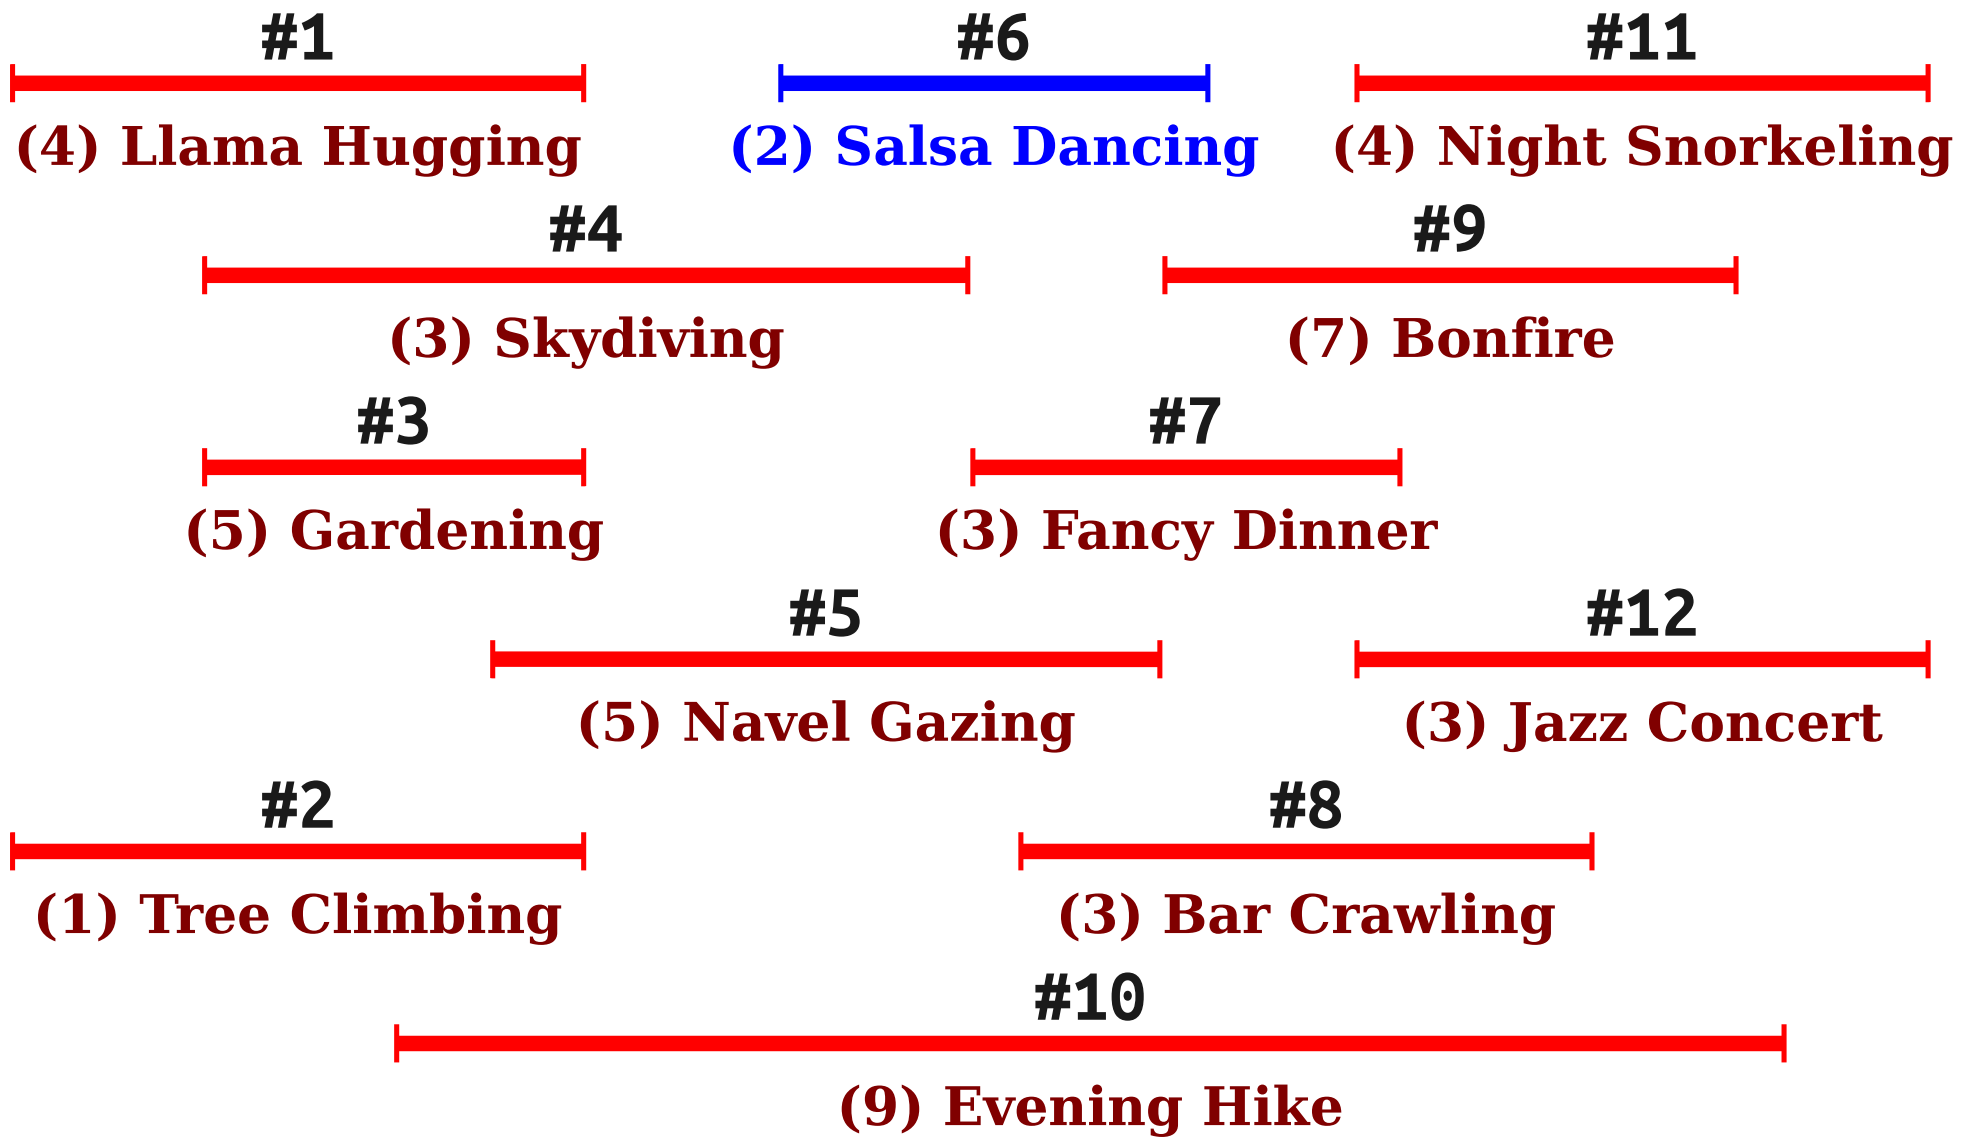 #1
(4) Llama Hugging
#6
(2) Salsa Dancing
#11
(4) Night Snorkeling
#4
(3) Skydiving
#9
(7) Bonfire
#3
(5) Gardening
#7
(3) Fancy Dinner
#5
(5) Navel Gazing
#12
(3) Jazz Concert
#2
(1) Tree Climbing
#8
(3) Bar Crawling
#10
(9) Evening Hike